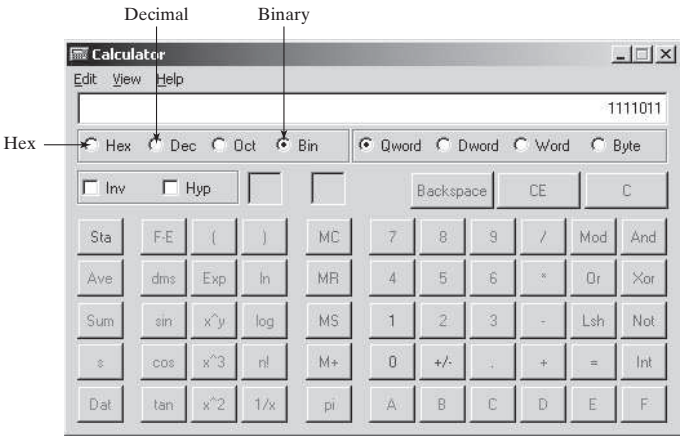 Decimal Binary
Calculator
Edit View Help
1111011
Hex
Hex Dec Oct Bin Qword Dword Word Byte
Inv Hyp Backspace CE C
Sta F-E ( ) MC 7 8 9 / Mod And
Ave dms Exp ln MR 4 5 6 * Or Xor
Sum sin x^y log MS 1 2 3 - Lsh Not
s cos x^3 n! M+ 0 +/- . + = Int
Dat tan x^2 1/x pi A B C D E F